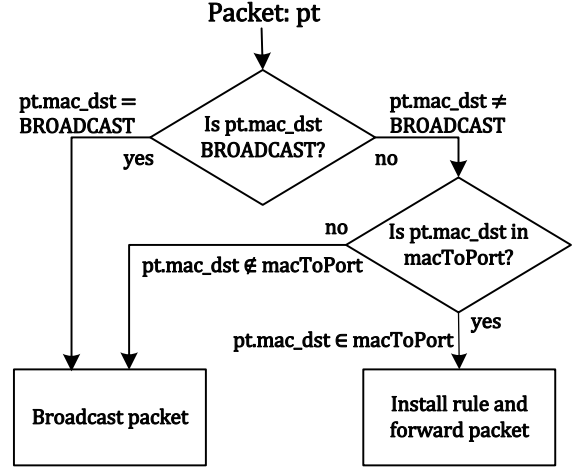 Packet: pt
pt.mac_dst =
BROADCAST
yes
Is pt.mac_dst
BROADCAST?
pt.mac_dst ≠
BROADCAST
no
Is pt.mac_dst in
macToPort?
no
pt.mac_dst ∉ macToPort
yes
pt.mac_dst ∈ macToPort
Broadcast packet
Install rule and
forward packet